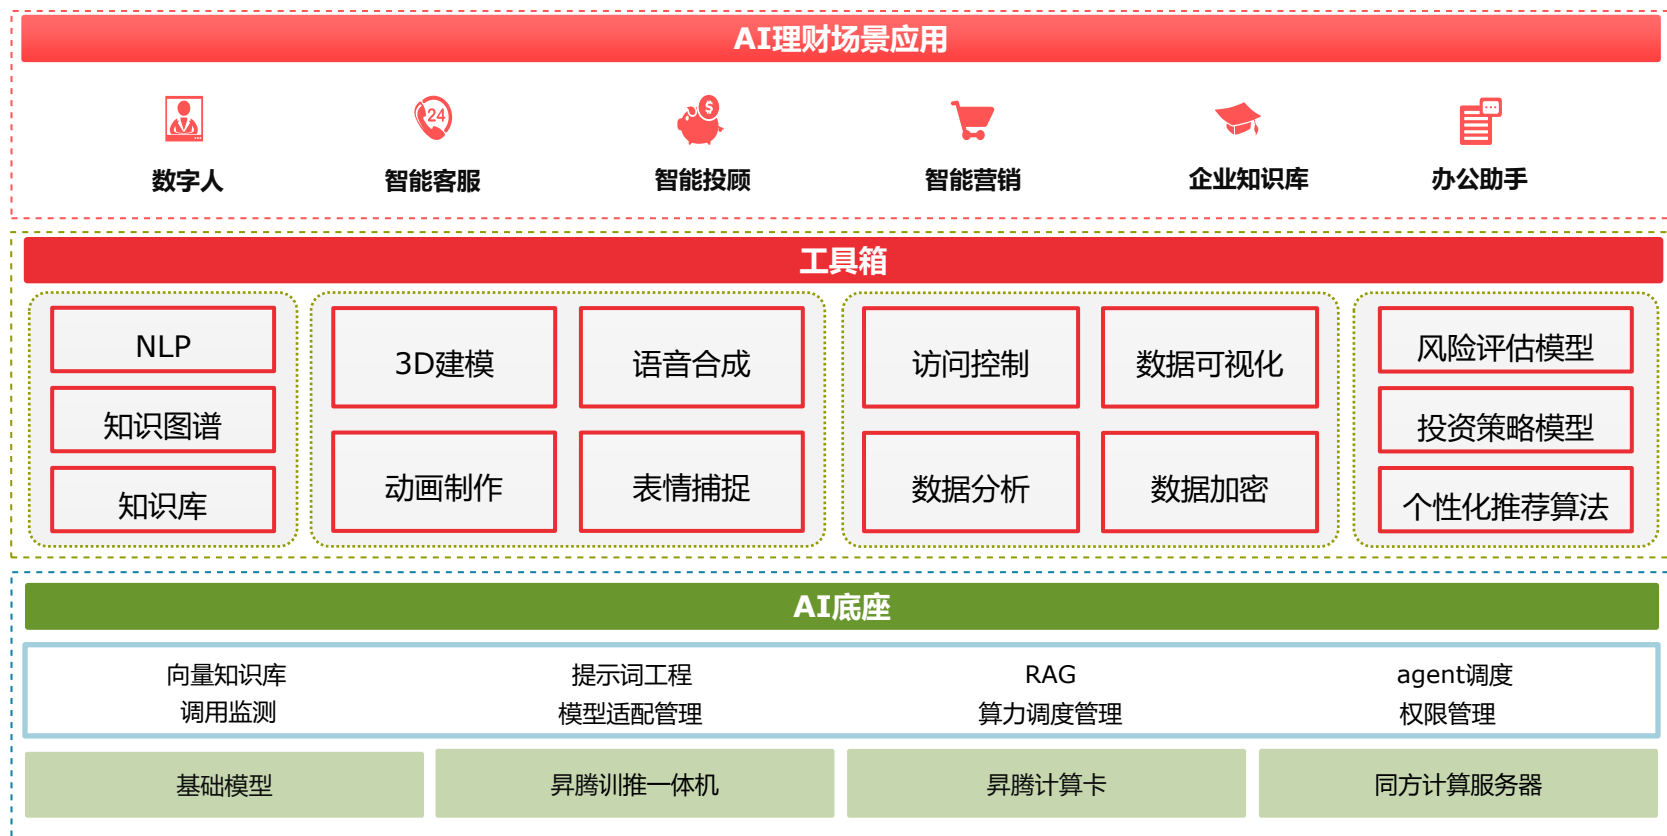 AI理财场景应用
24
$
数字人
智能客服
智能投顾
智能营销
企业知识库
办公助手
工具箱
NLP
知识图谱
知识库
3D建模
语音合成
动画制作
表情捕捉
访问控制
数据可视化
数据分析
数据加密
风险评估模型
投资策略模型
个性化推荐算法
AI底座
向量知识库
提示词工程
RAG
agent调度
调用监测
模型适配管理
算力调度管理
权限管理
基础模型
昇腾训推一体机
昇腾计算卡
同方计算服务器